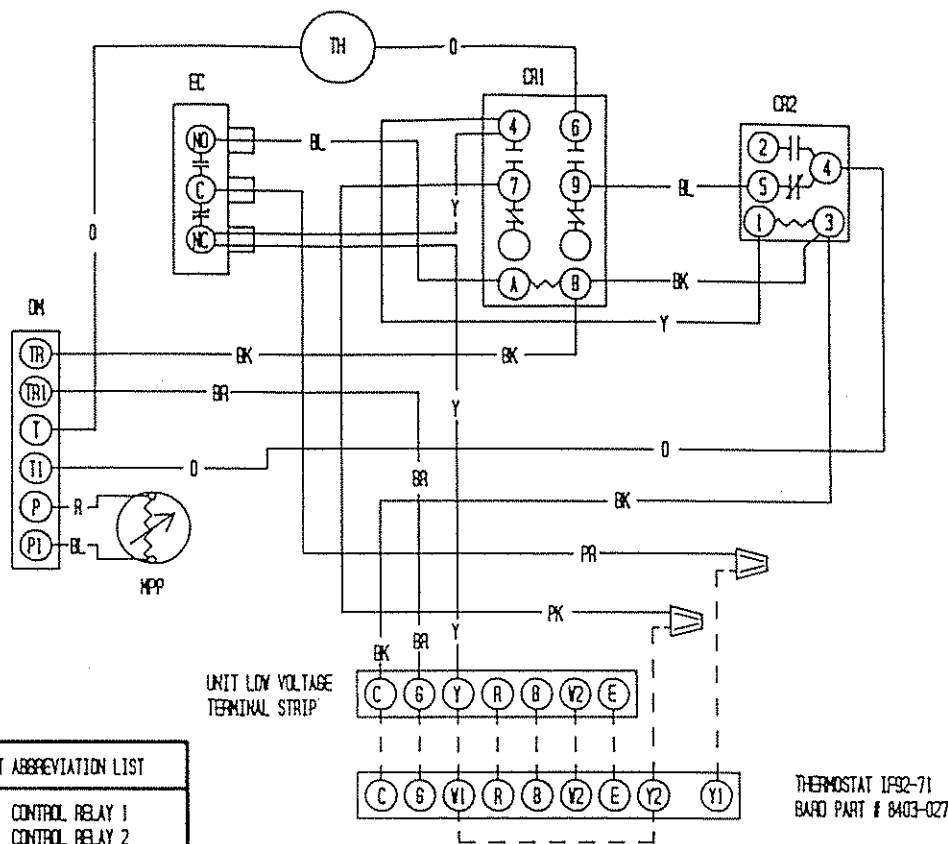 TH
O
EC
CR1
CR2
NO
C
NC
BL
4 6
7 9
A B
2
4
5
1 3
BL
BK
Y
Y
O
DM
TR
TR1
T
T1
P
P1
BK BK
BR
O O
R
BL
MPP
BR
BK
PR
PK
Y
BK BR Y
UNIT LOW VOLTAGE
TERMINAL STRIP
C G Y R B W2 E
C G W1 R B W2 E Y2 Y1
THERMOSTAT 1F92-71
BARD PART # 8403-027
T ABBREVIATION LIST
CONTROL RELAY 1
CONTROL RELAY 2